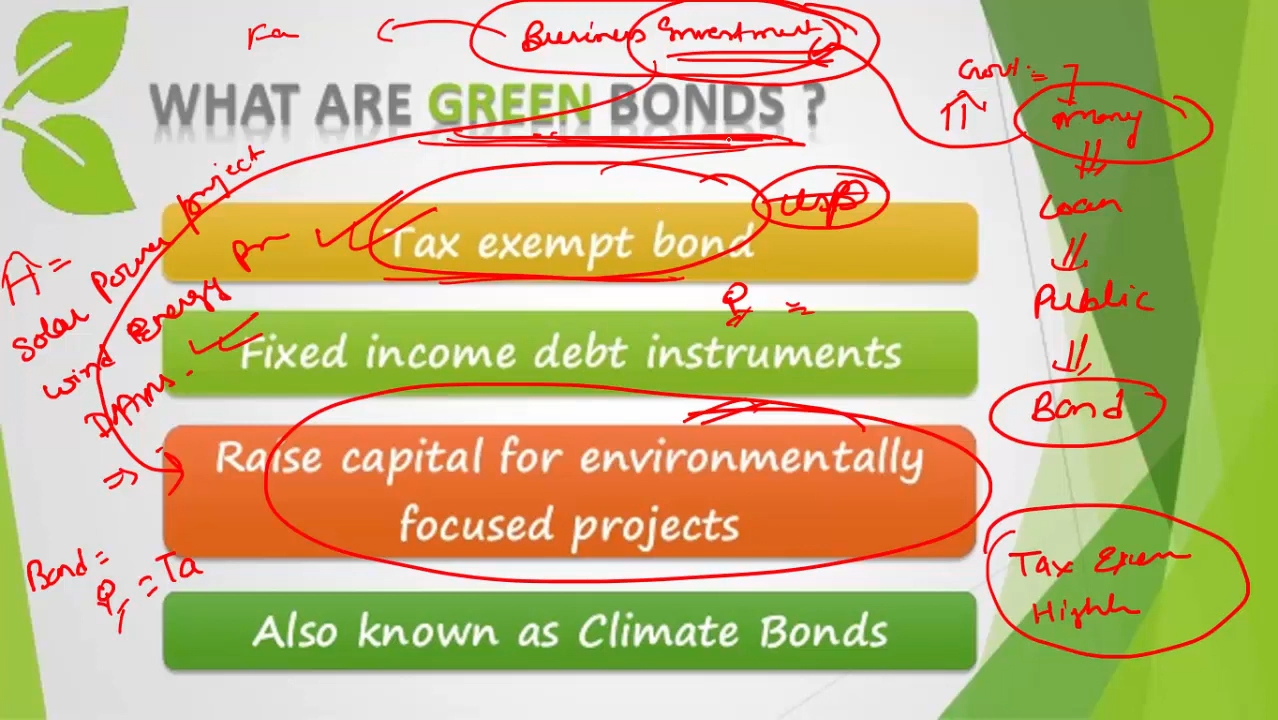 Business Investment
Govt. =
WHAT ARE GREEN BONDS ?
Money
Loan
Public
Bond
A =
Solar Power project
Wind Energy pr
DAMs.
Tax exempt bond
Fixed income debt instruments
Raise capital for environmentally
focused projects
Also known as Climate Bonds
Bond =
= Ta
Tax Exem